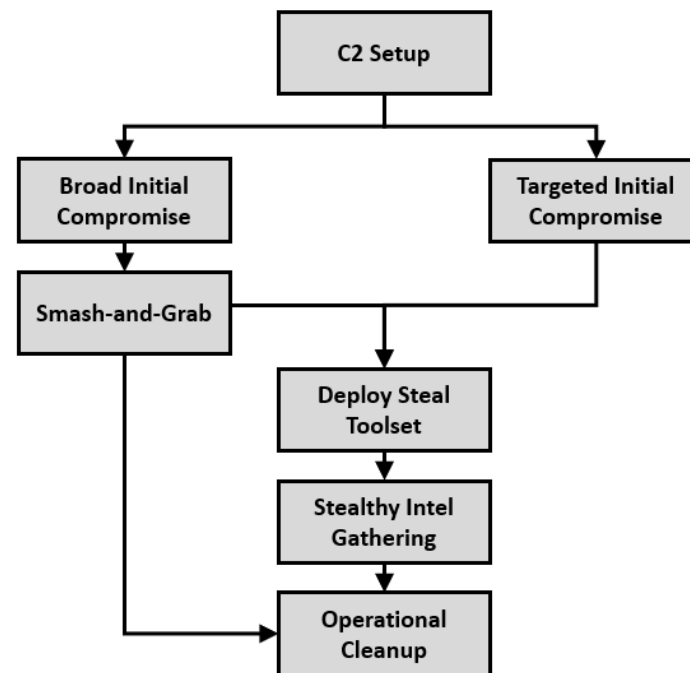 C2 Setup
Broad Initial
Compromise
Targeted Initial
Compromise
Smash-and-Grab
Deploy Steal
Toolset
Stealthy Intel
Gathering
Operational
Cleanup